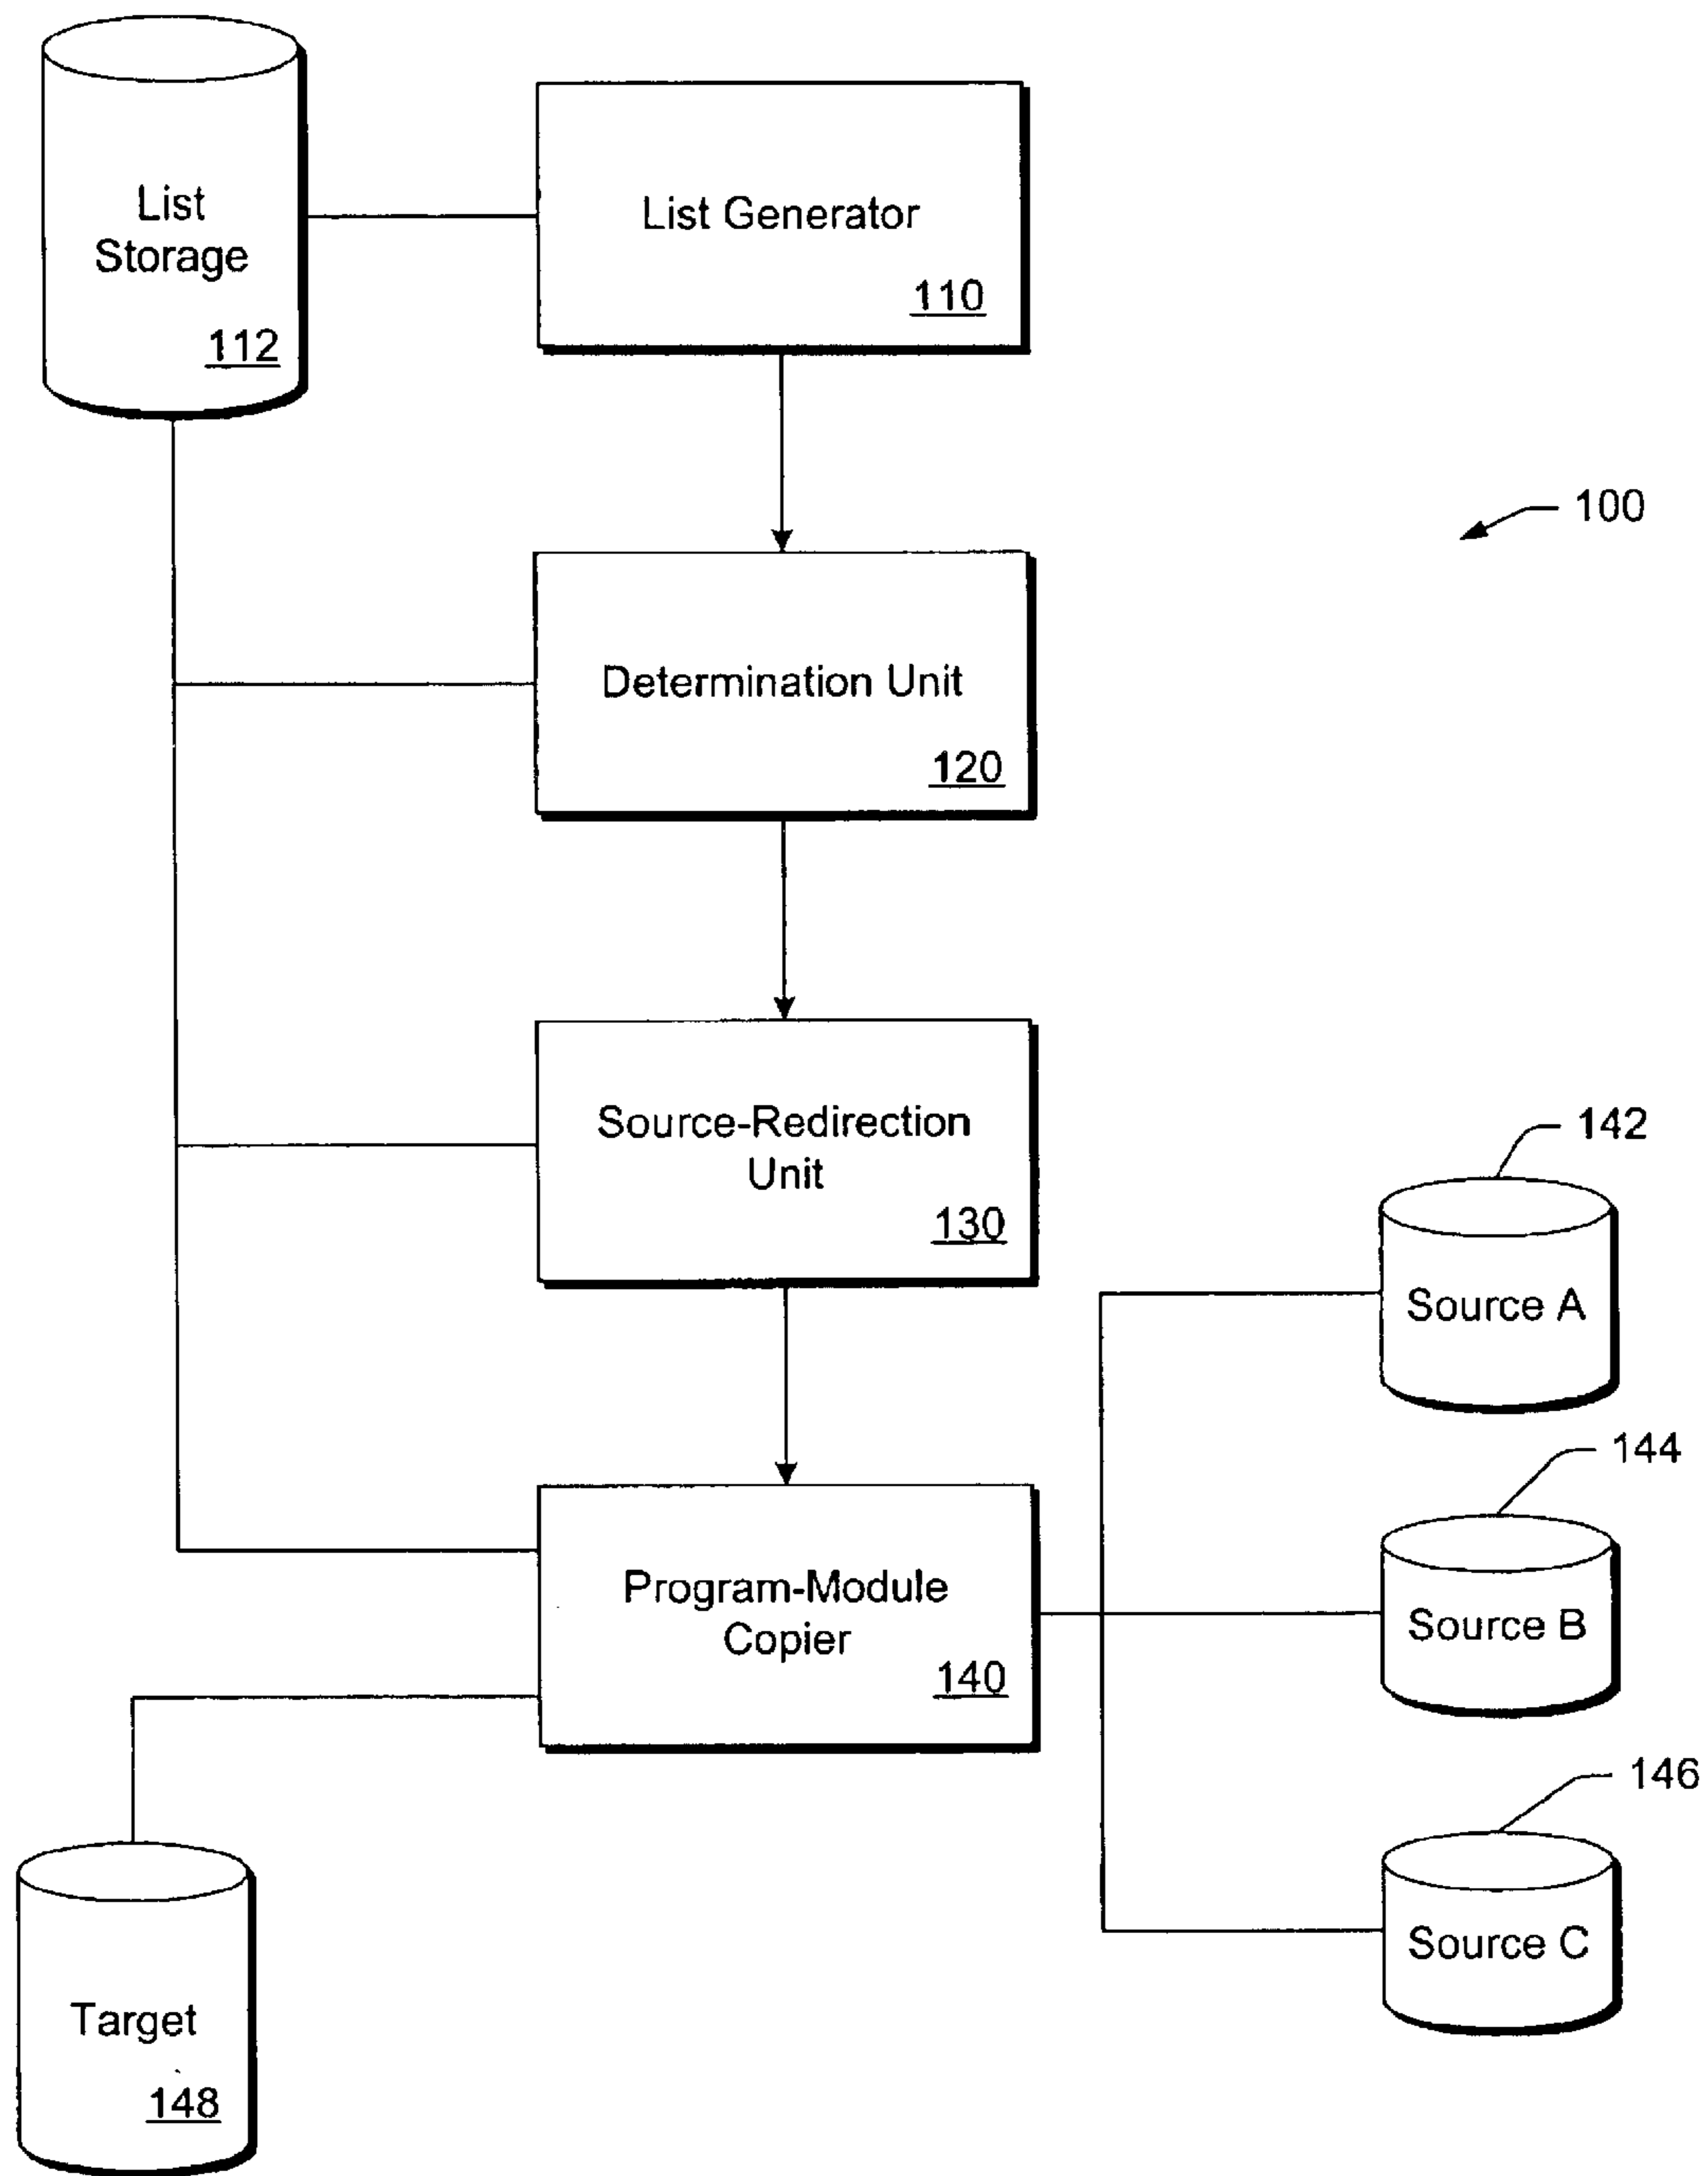 List
Storage
112
List Generator
110
100
Determination Unit
120
Source-Redirection
Unit
130
142
Source A
144
Source B
Program-Module
Copier
140
146
Source C
Target
148